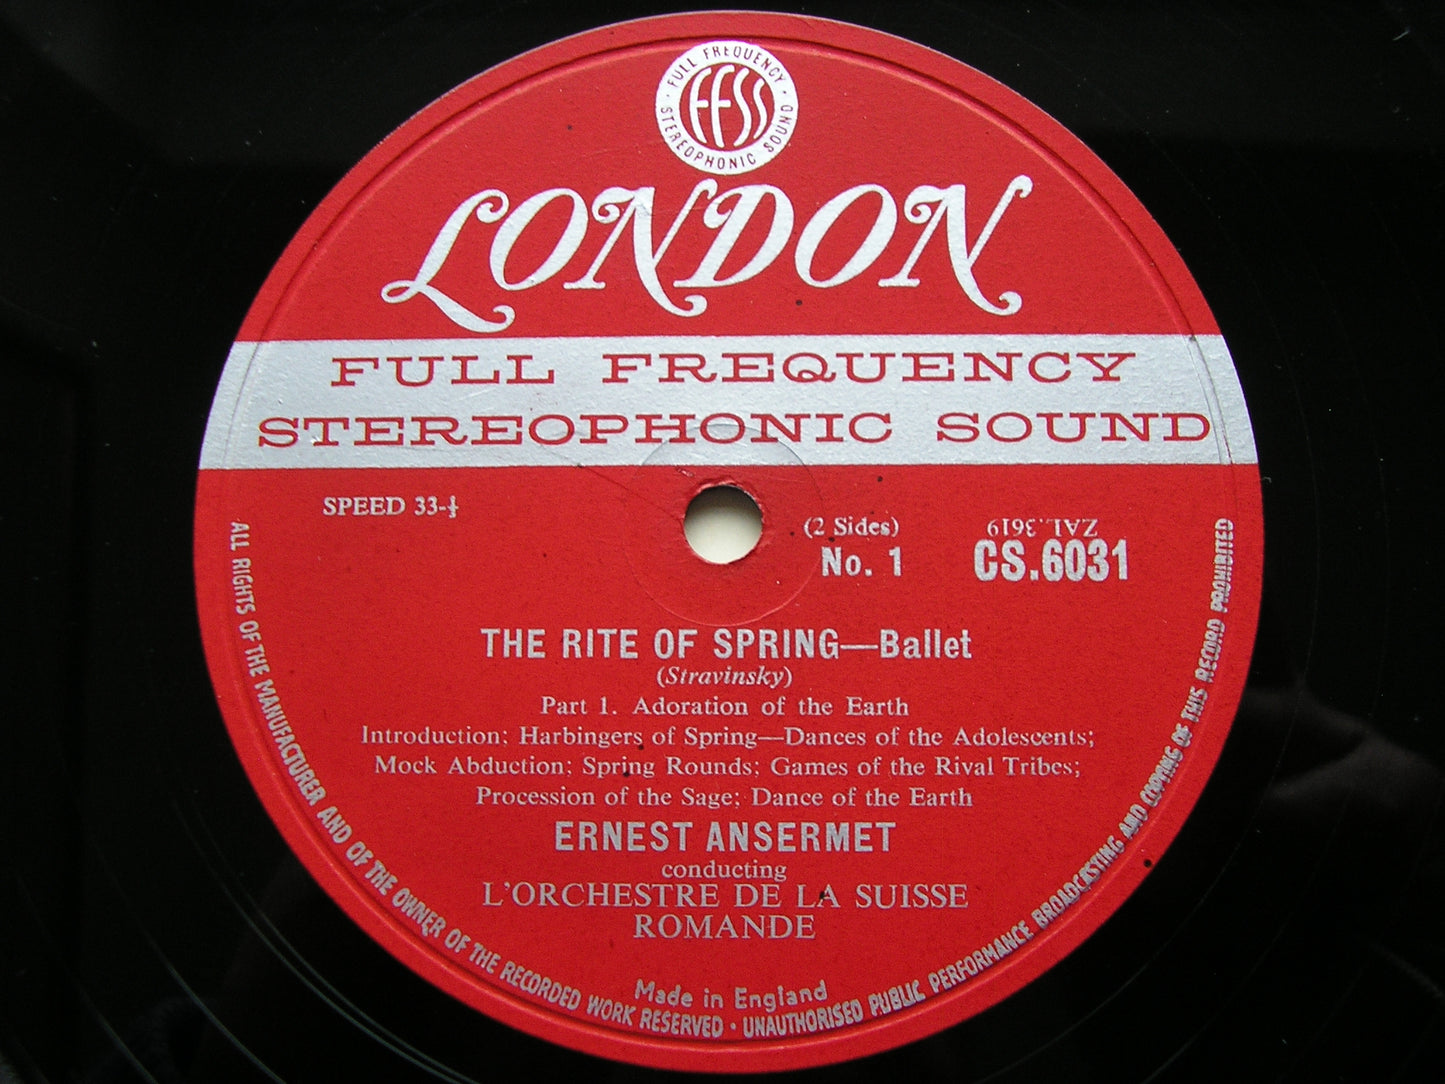 FULL FREQUENCY
FFSS
STEREOPHONIC SOUND
LONDON
FULL FREQUENCY
STEREOPHONIC SOUND
SPEED 33-⅓
(2 Sides)
ZAL.3619
No. 1
CS.6031
THE RITE OF SPRING—Ballet
(Stravinsky)
Part 1. Adoration of the Earth
Introduction; Harbingers of Spring—Dances of the Adolescents;
Mock Abduction; Spring Rounds; Games of the Rival Tribes;
Procession of the Sage; Dance of the Earth
ERNEST ANSERMET
conducting
L'ORCHESTRE DE LA SUISSE
ROMANDE
Made in England
ALL RIGHTS OF THE MANUFACTURER AND OF THE OWNER OF THE RECORDED WORK RESERVED · UNAUTHORISED PUBLIC PERFORMANCE BROADCASTING AND COPYING OF THIS RECORD PROHIBITED